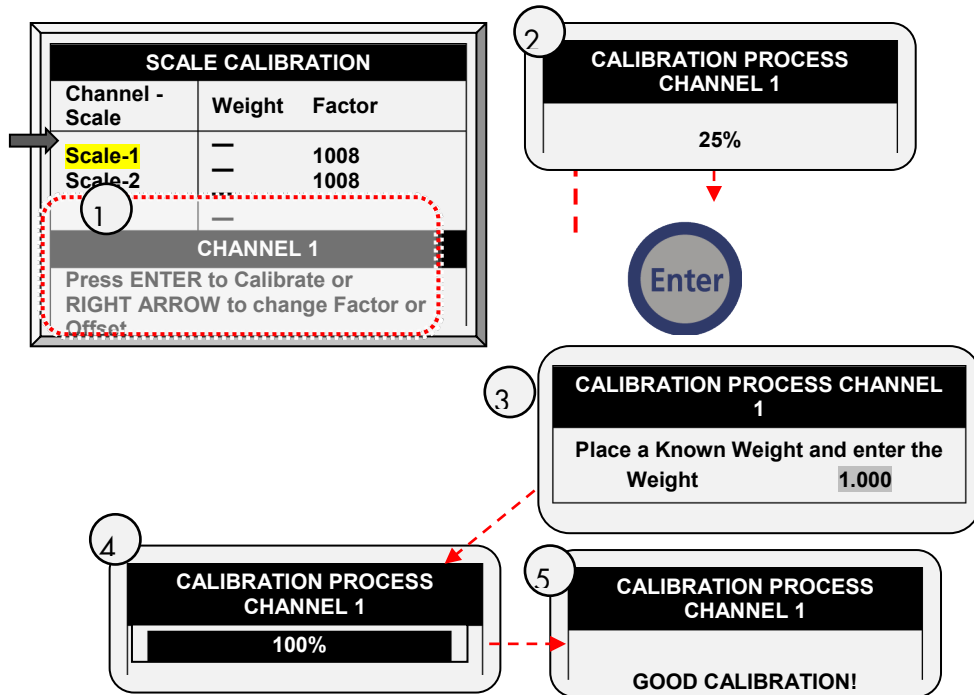 SCALE CALIBRATION
Channel -
Scale
Weight Factor
Scale-1 1008
Scale-2 1008
1
CHANNEL 1
Press ENTER to Calibrate or
RIGHT ARROW to change Factor or
Offset
2
CALIBRATION PROCESS
CHANNEL 1
25%
Enter
3
CALIBRATION PROCESS CHANNEL
1
Place a Known Weight and enter the
Weight 1.000
4
CALIBRATION PROCESS
CHANNEL 1
100%
5
CALIBRATION PROCESS
CHANNEL 1
GOOD CALIBRATION!